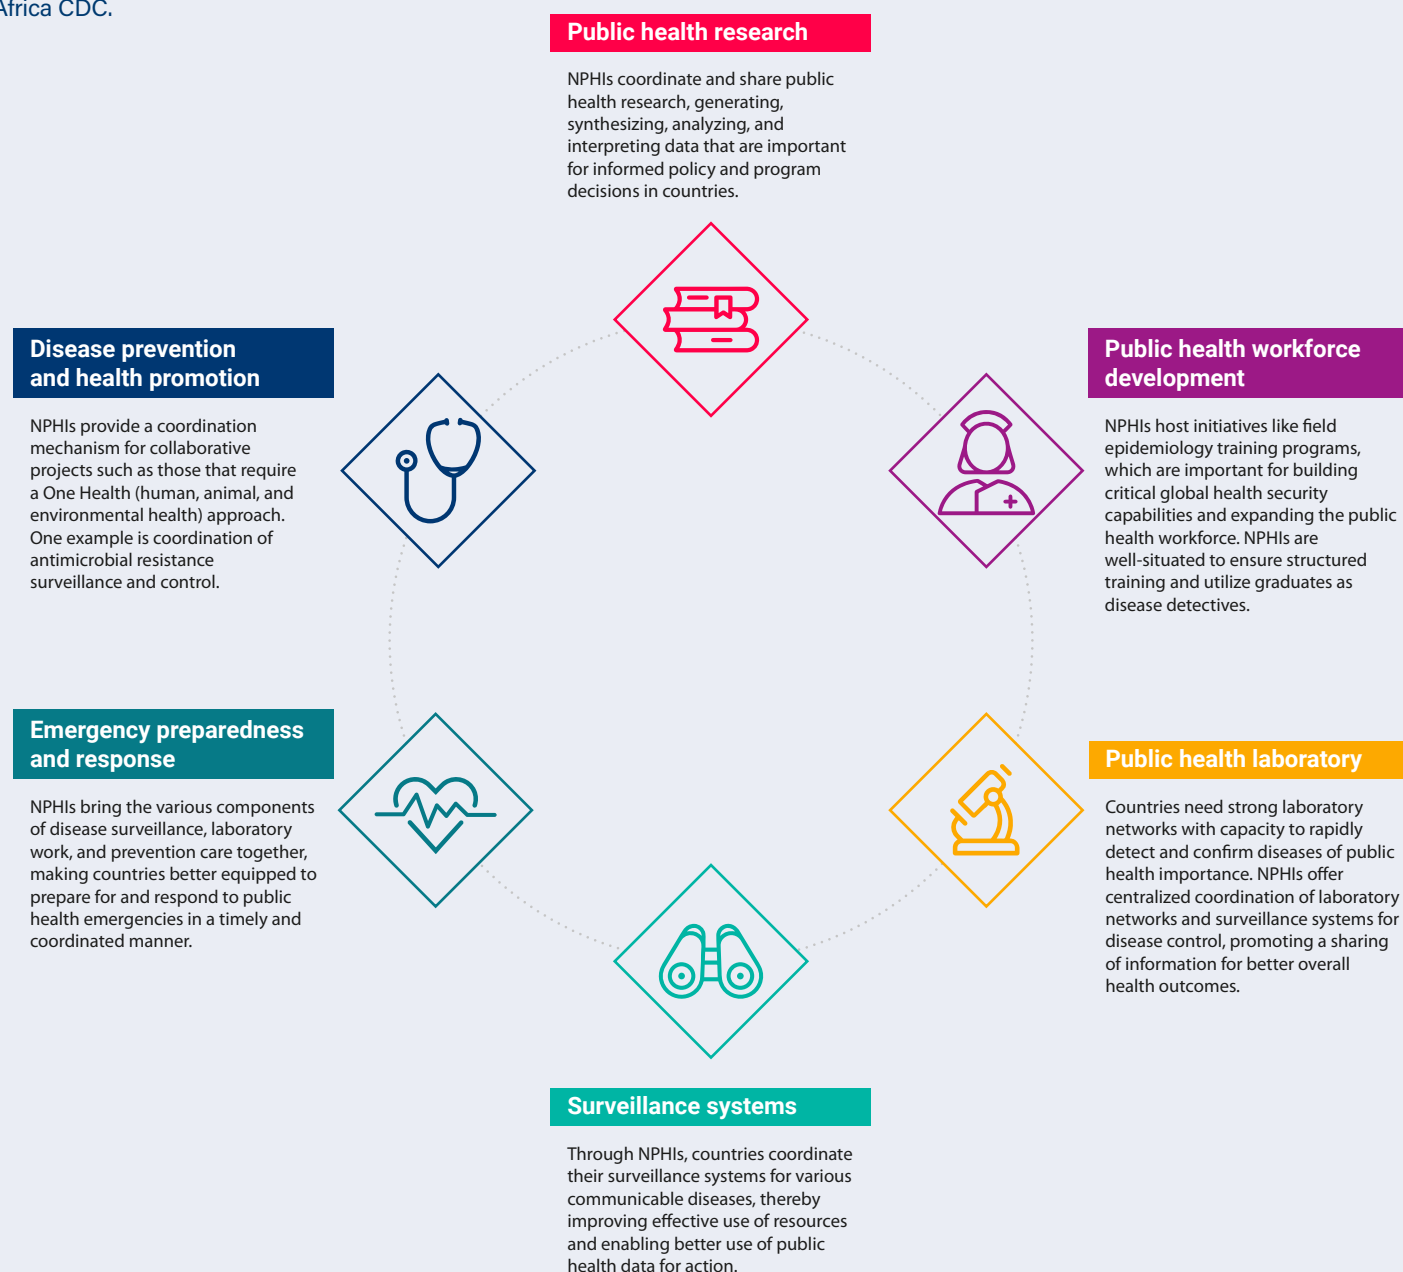 Africa CDC.
Public health research
NPHIs coordinate and share public
health research, generating,
synthesizing, analyzing, and
interpreting data that are important
for informed policy and program
decisions in countries.
Disease prevention
and health promotion
NPHIs provide a coordination
mechanism for collaborative
projects such as those that require
a One Health (human, animal, and
environmental health) approach.
One example is coordination of
antimicrobial resistance
surveillance and control.
Public health workforce
development
NPHIs host initiatives like field
epidemiology training programs,
which are important for building
critical global health security
capabilities and expanding the public
health workforce. NPHIs are
well-situated to ensure structured
training and utilize graduates as
disease detectives.
Emergency preparedness
and response
NPHIs bring the various components
of disease surveillance, laboratory
work, and prevention care together,
making countries better equipped to
prepare for and respond to public
health emergencies in a timely and
coordinated manner.
Public health laboratory
Countries need strong laboratory
networks with capacity to rapidly
detect and confirm diseases of public
health importance. NPHIs offer
centralized coordination of laboratory
networks and surveillance systems for
disease control, promoting a sharing
of information for better overall
health outcomes.
Surveillance systems
Through NPHIs, countries coordinate
their surveillance systems for various
communicable diseases, thereby
improving effective use of resources
and enabling better use of public
health data for action.